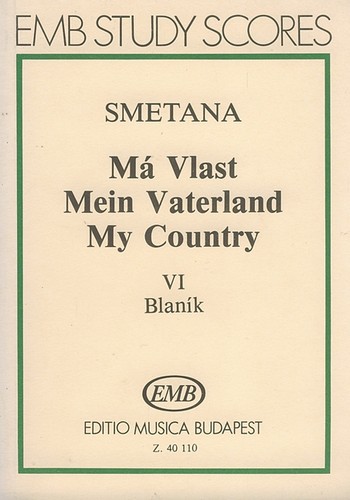 EMB STUDY SCORES
SMETANA
Má Vlast
Mein Vaterland
My Country
VI
Blaník
EMB
EDITIO MUSICA BUDAPEST
Z. 40 110